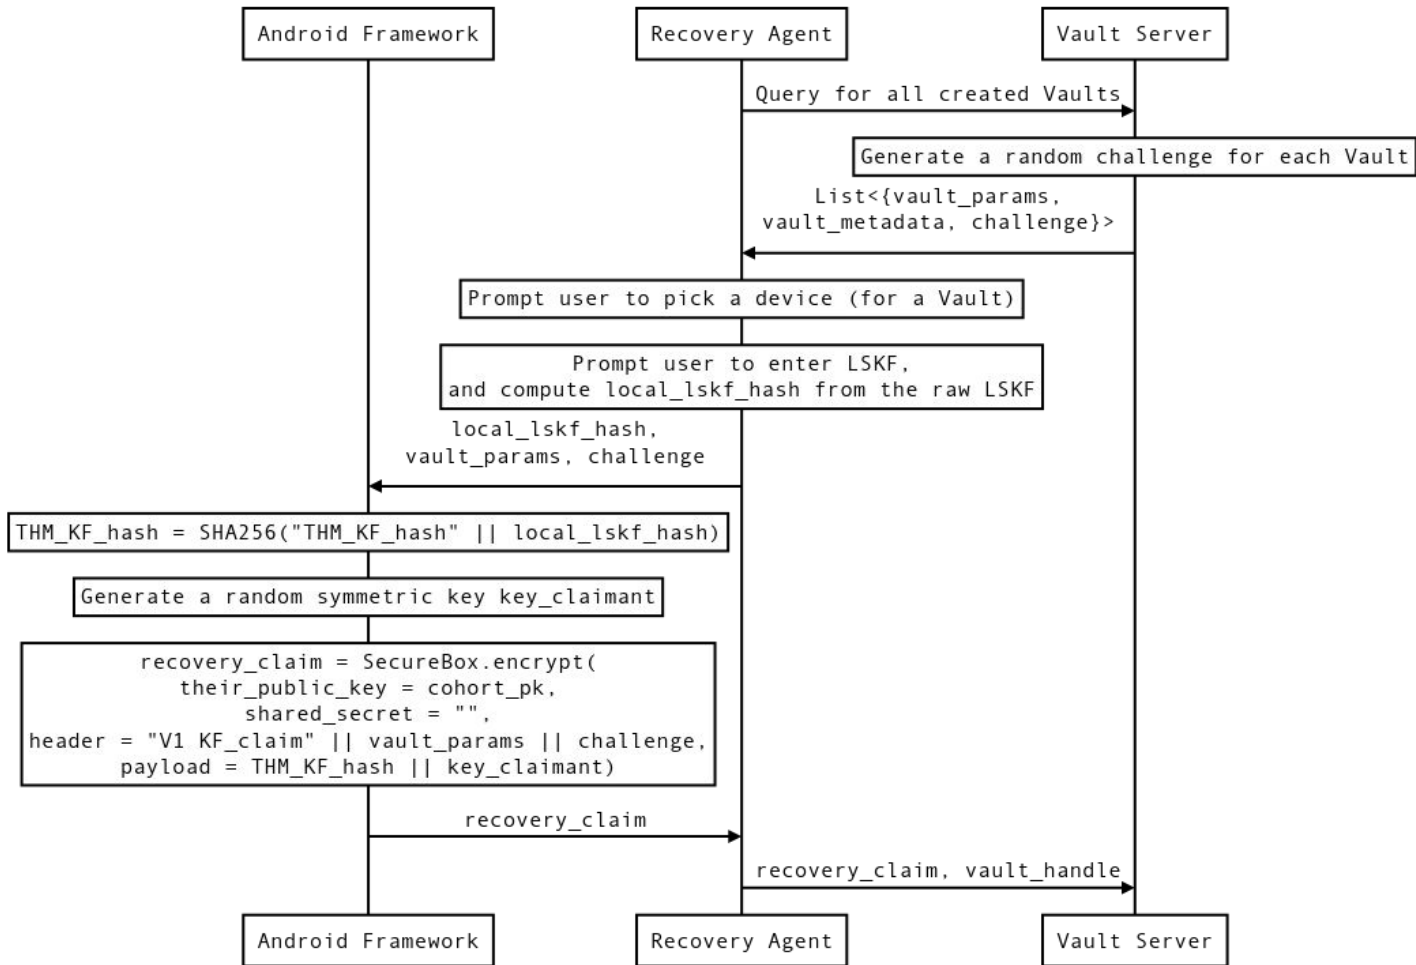 Android Framework
Recovery Agent
Vault Server
Query for all created Vaults
Generate a random challenge for each Vault
List<{vault_params,
vault_metadata, challenge}>
Prompt user to pick a device (for a Vault)
Prompt user to enter LSKF,
and compute local_lskf_hash from the raw LSKF
local_lskf_hash,
vault_params, challenge
THM_KF_hash = SHA256("THM_KF_hash" || local_lskf_hash)
Generate a random symmetric key key_claimant
recovery_claim = SecureBox.encrypt(
their_public_key = cohort_pk,
shared_secret = "",
header = "V1 KF_claim" || vault_params || challenge,
payload = THM_KF_hash || key_claimant)
recovery_claim
recovery_claim, vault_handle
Android Framework
Recovery Agent
Vault Server